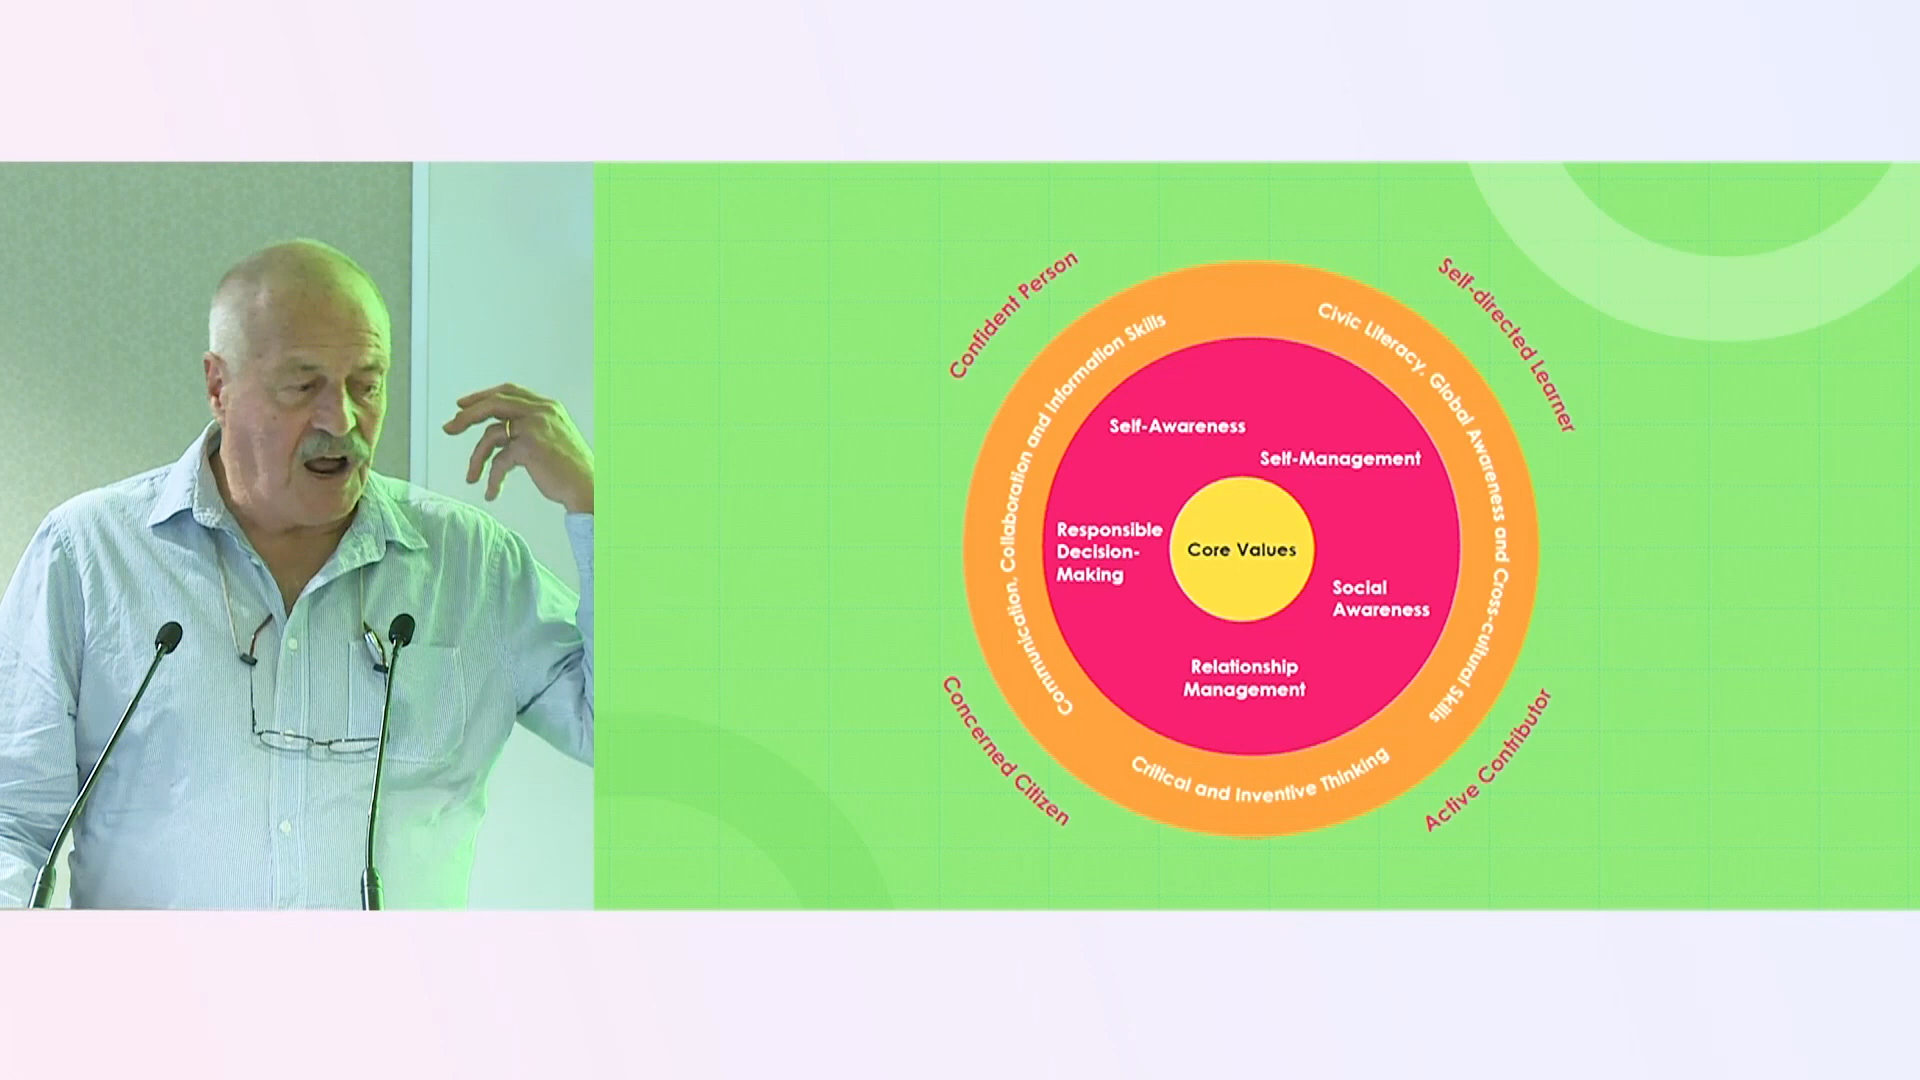 Confident Person
Self-directed Learner
Communication, Collaboration and Information Skills
Civic Literacy, Global Awareness and Cross-cultural Skills
Self-Awareness
Self-Management
Responsible
Decision-
Making
Core Values
Social
Awareness
Relationship
Management
Critical and Inventive Thinking
Concerned Citizen
Active Contributor